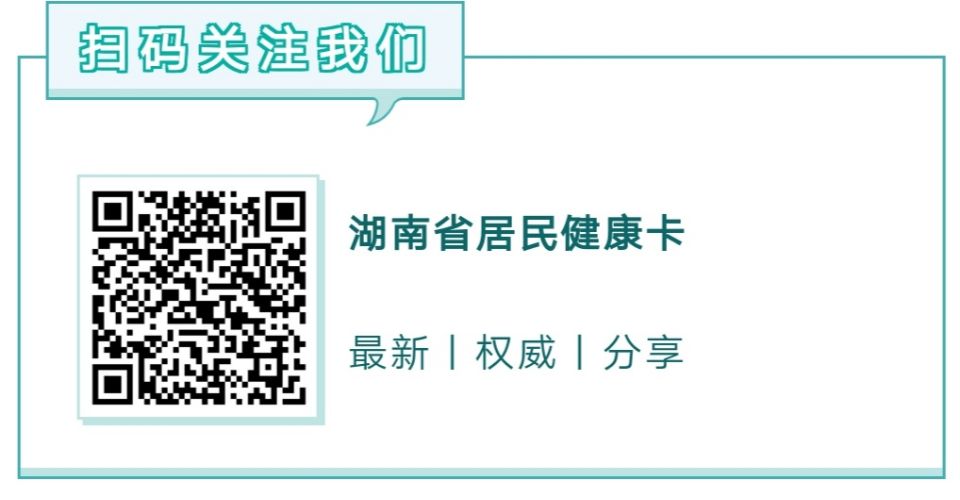 扫码关注我们
湖南省居民健康卡
最新丨权威丨分享